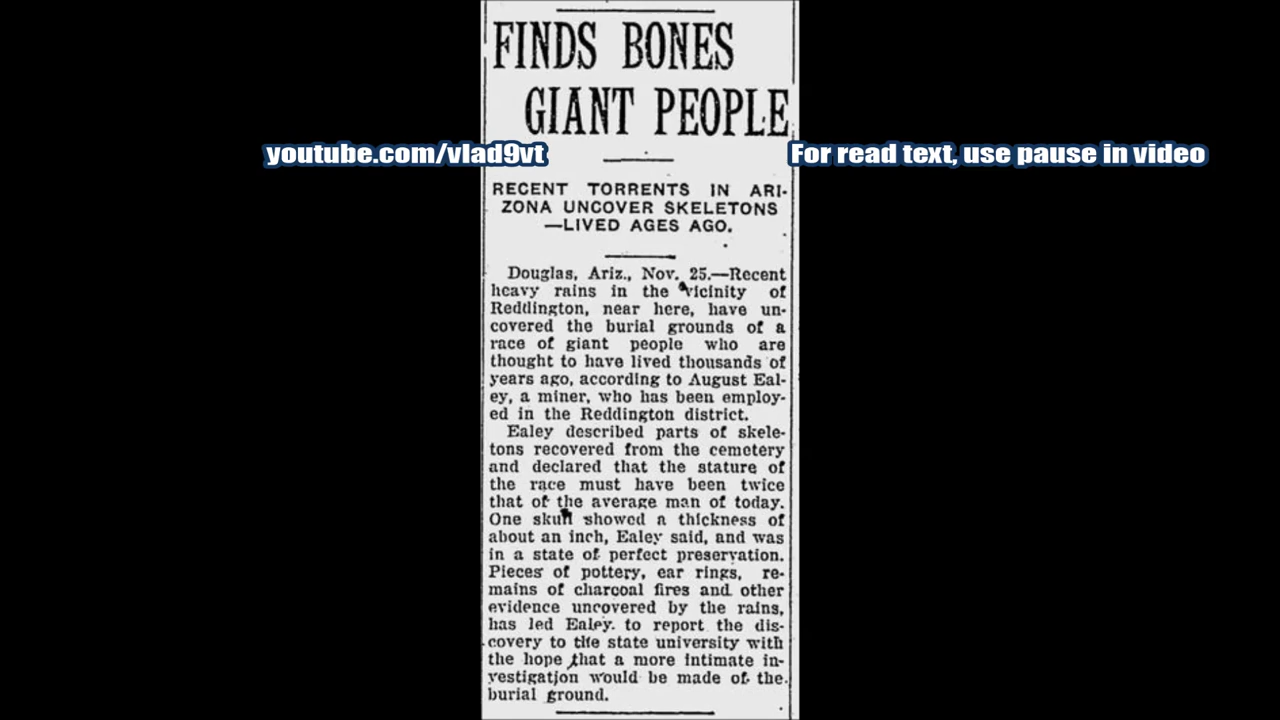 FINDS BONES
GIANT PEOPLE
youtube.com/vlad9vt
For read text, use pause in video
RECENT TORRENTS IN ARI-
ZONA UNCOVER SKELETONS
—LIVED AGES AGO.
Douglas, Ariz., Nov. 25.—Recent
heavy rains in the vicinity of
Reddington, near here, have un-
covered the burial grounds of a
race of giant people who are
thought to have lived thousands of
years ago, according to August Eal-
ey, a miner, who has been employ-
ed in the Reddington district.
Ealey described parts of skele-
tons recovered from the cemetery
and declared that the stature of
the race must have been twice
that of the average man of today.
One skull showed a thickness of
about an inch, Ealey said, and was
in a state of perfect preservation.
Pieces of pottery, ear rings, re-
mains of charcoal fires and other
evidence uncovered by the rains,
has led Ealey. to report the dis-
covery to the state university with
the hope that a more intimate in-
vestigation would be made of the
burial ground.